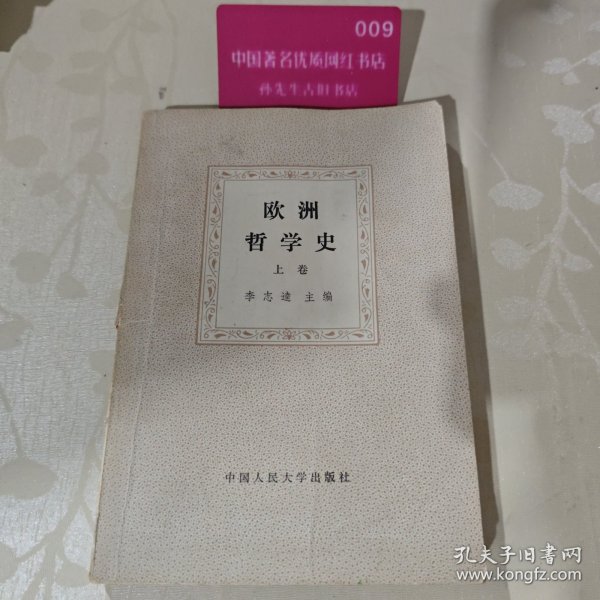 009
中国著名优质网红书店
孙先生古旧书店
欧洲
哲学史
上卷
李志逵 主编
中国人民大学出版社
孔夫子旧书网
www.kongfz.com